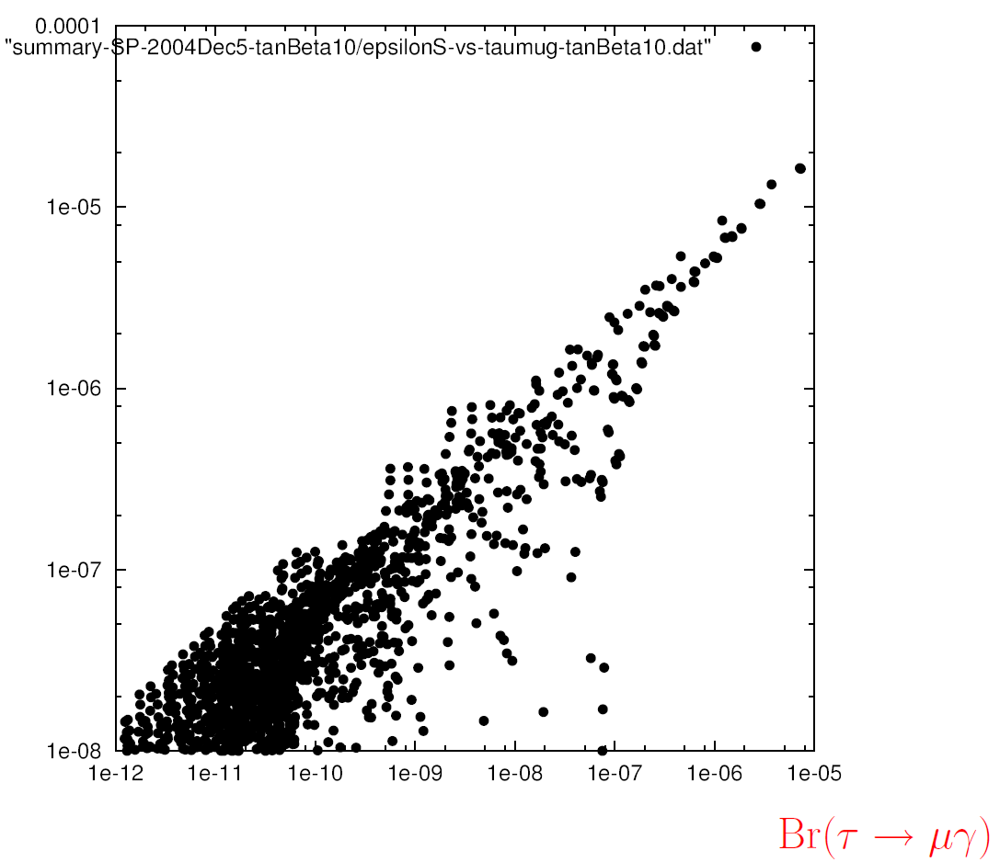 0.0001
"summary-SP-2004Dec5-tanBeta10/epsilonS-vs-taumug-tanBeta10.dat"
1e-05
1e-06
1e-07
1e-08
1e-12 1e-11 1e-10 1e-09 1e-08 1e-07 1e-06 1e-05
Br(τ → μγ)